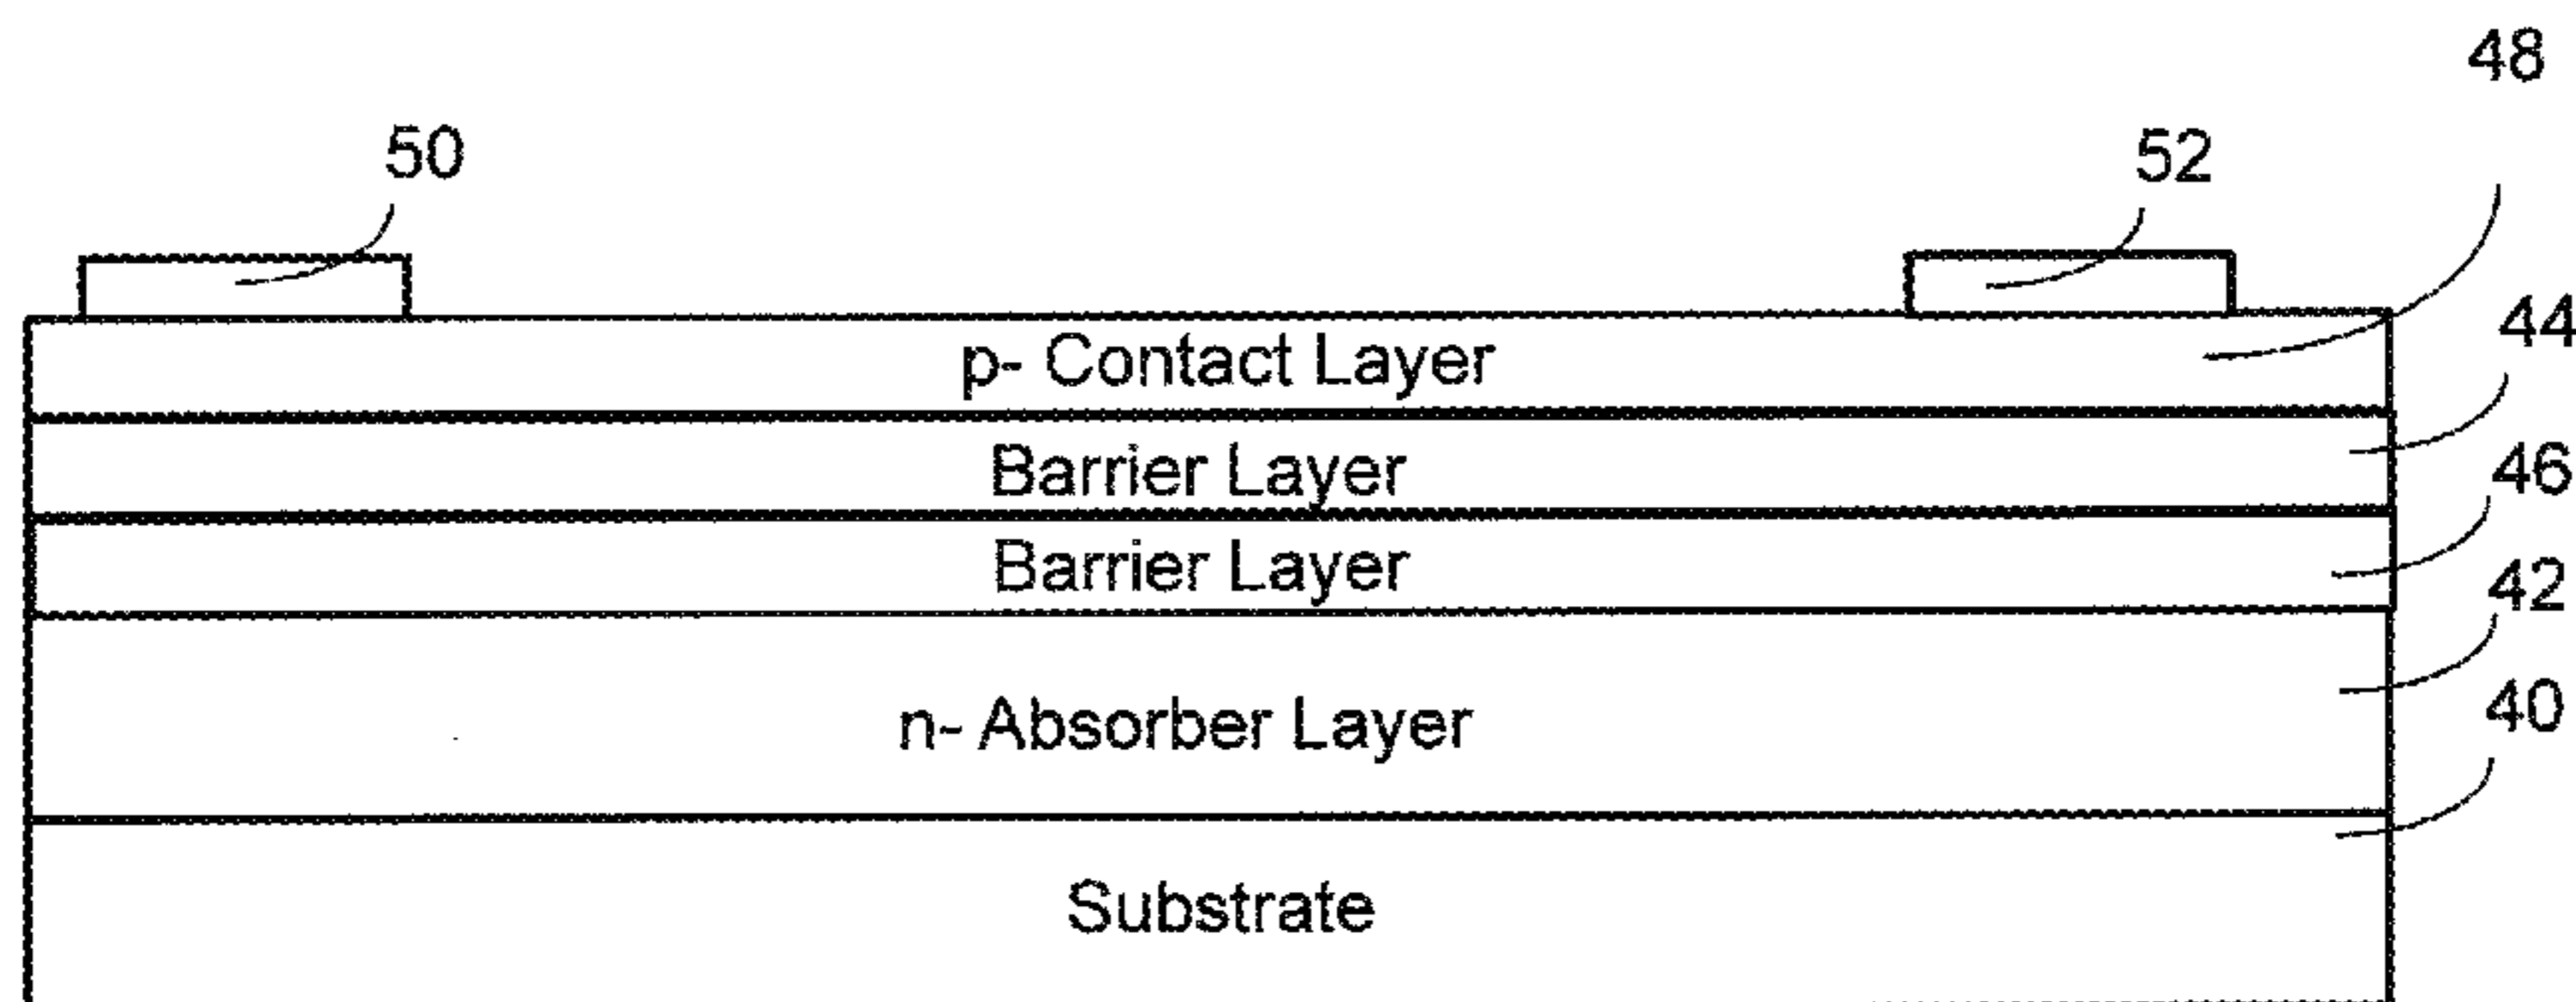 48
50
52
p- Contact Layer
44
Barrier Layer
46
Barrier Layer
42
n- Absorber Layer
40
Substrate